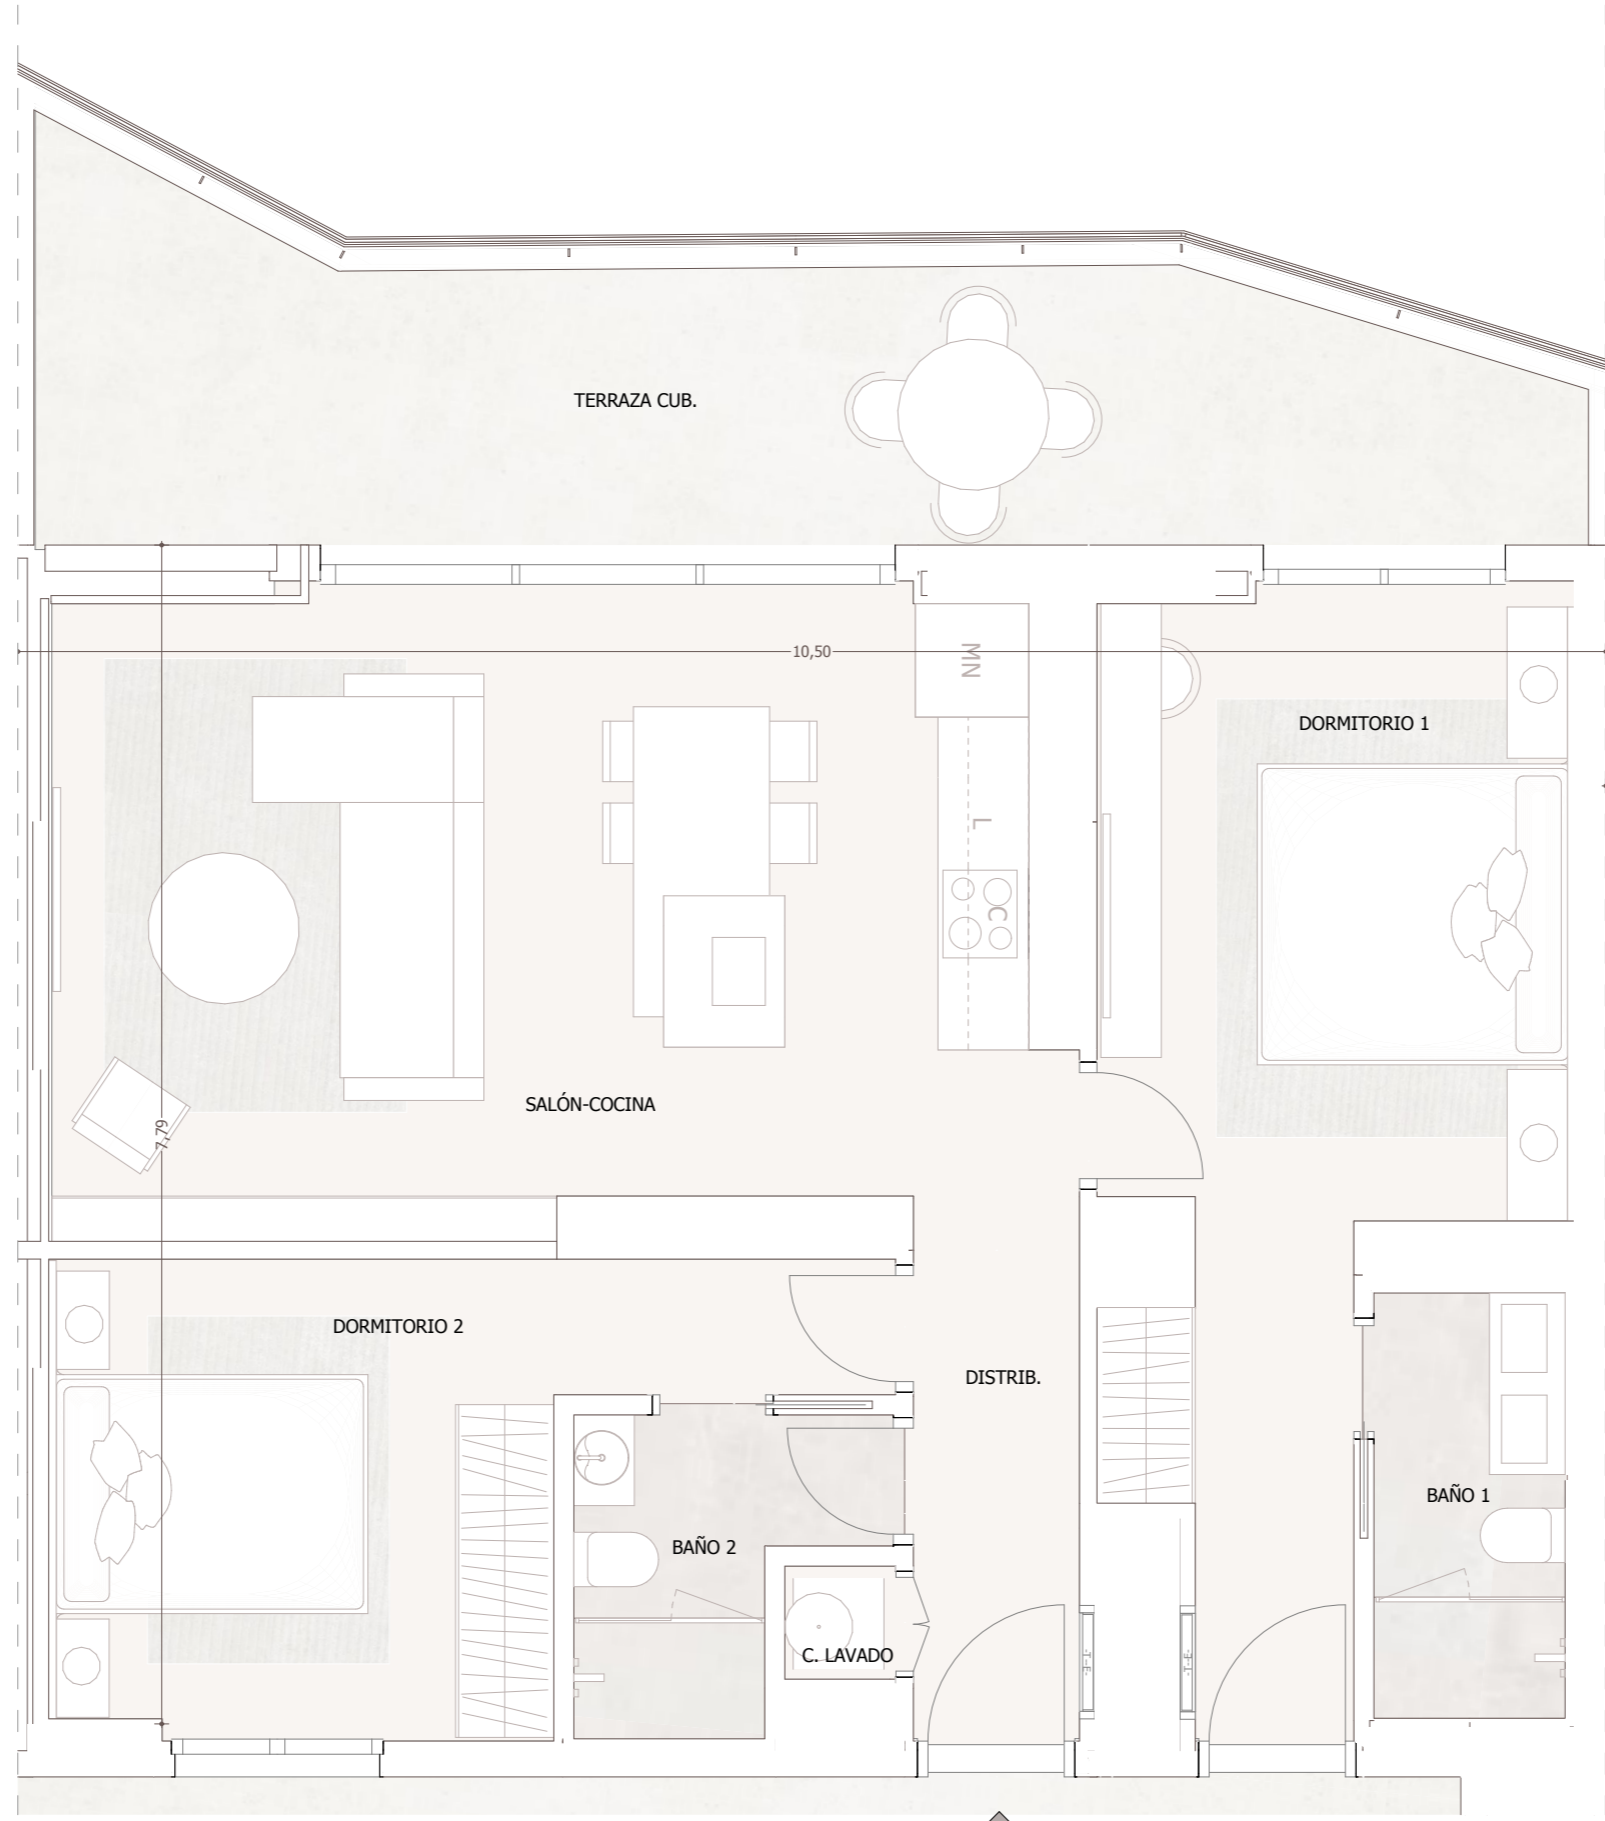 TERRAZA CUB.
10,50
MN
DORMITORIO 1
L
C
SALÓN-COCINA
7,79
DORMITORIO 2
DISTRIB.
BAÑO 1
BAÑO 2
C. LAVADO
-T-E-
-T-E-